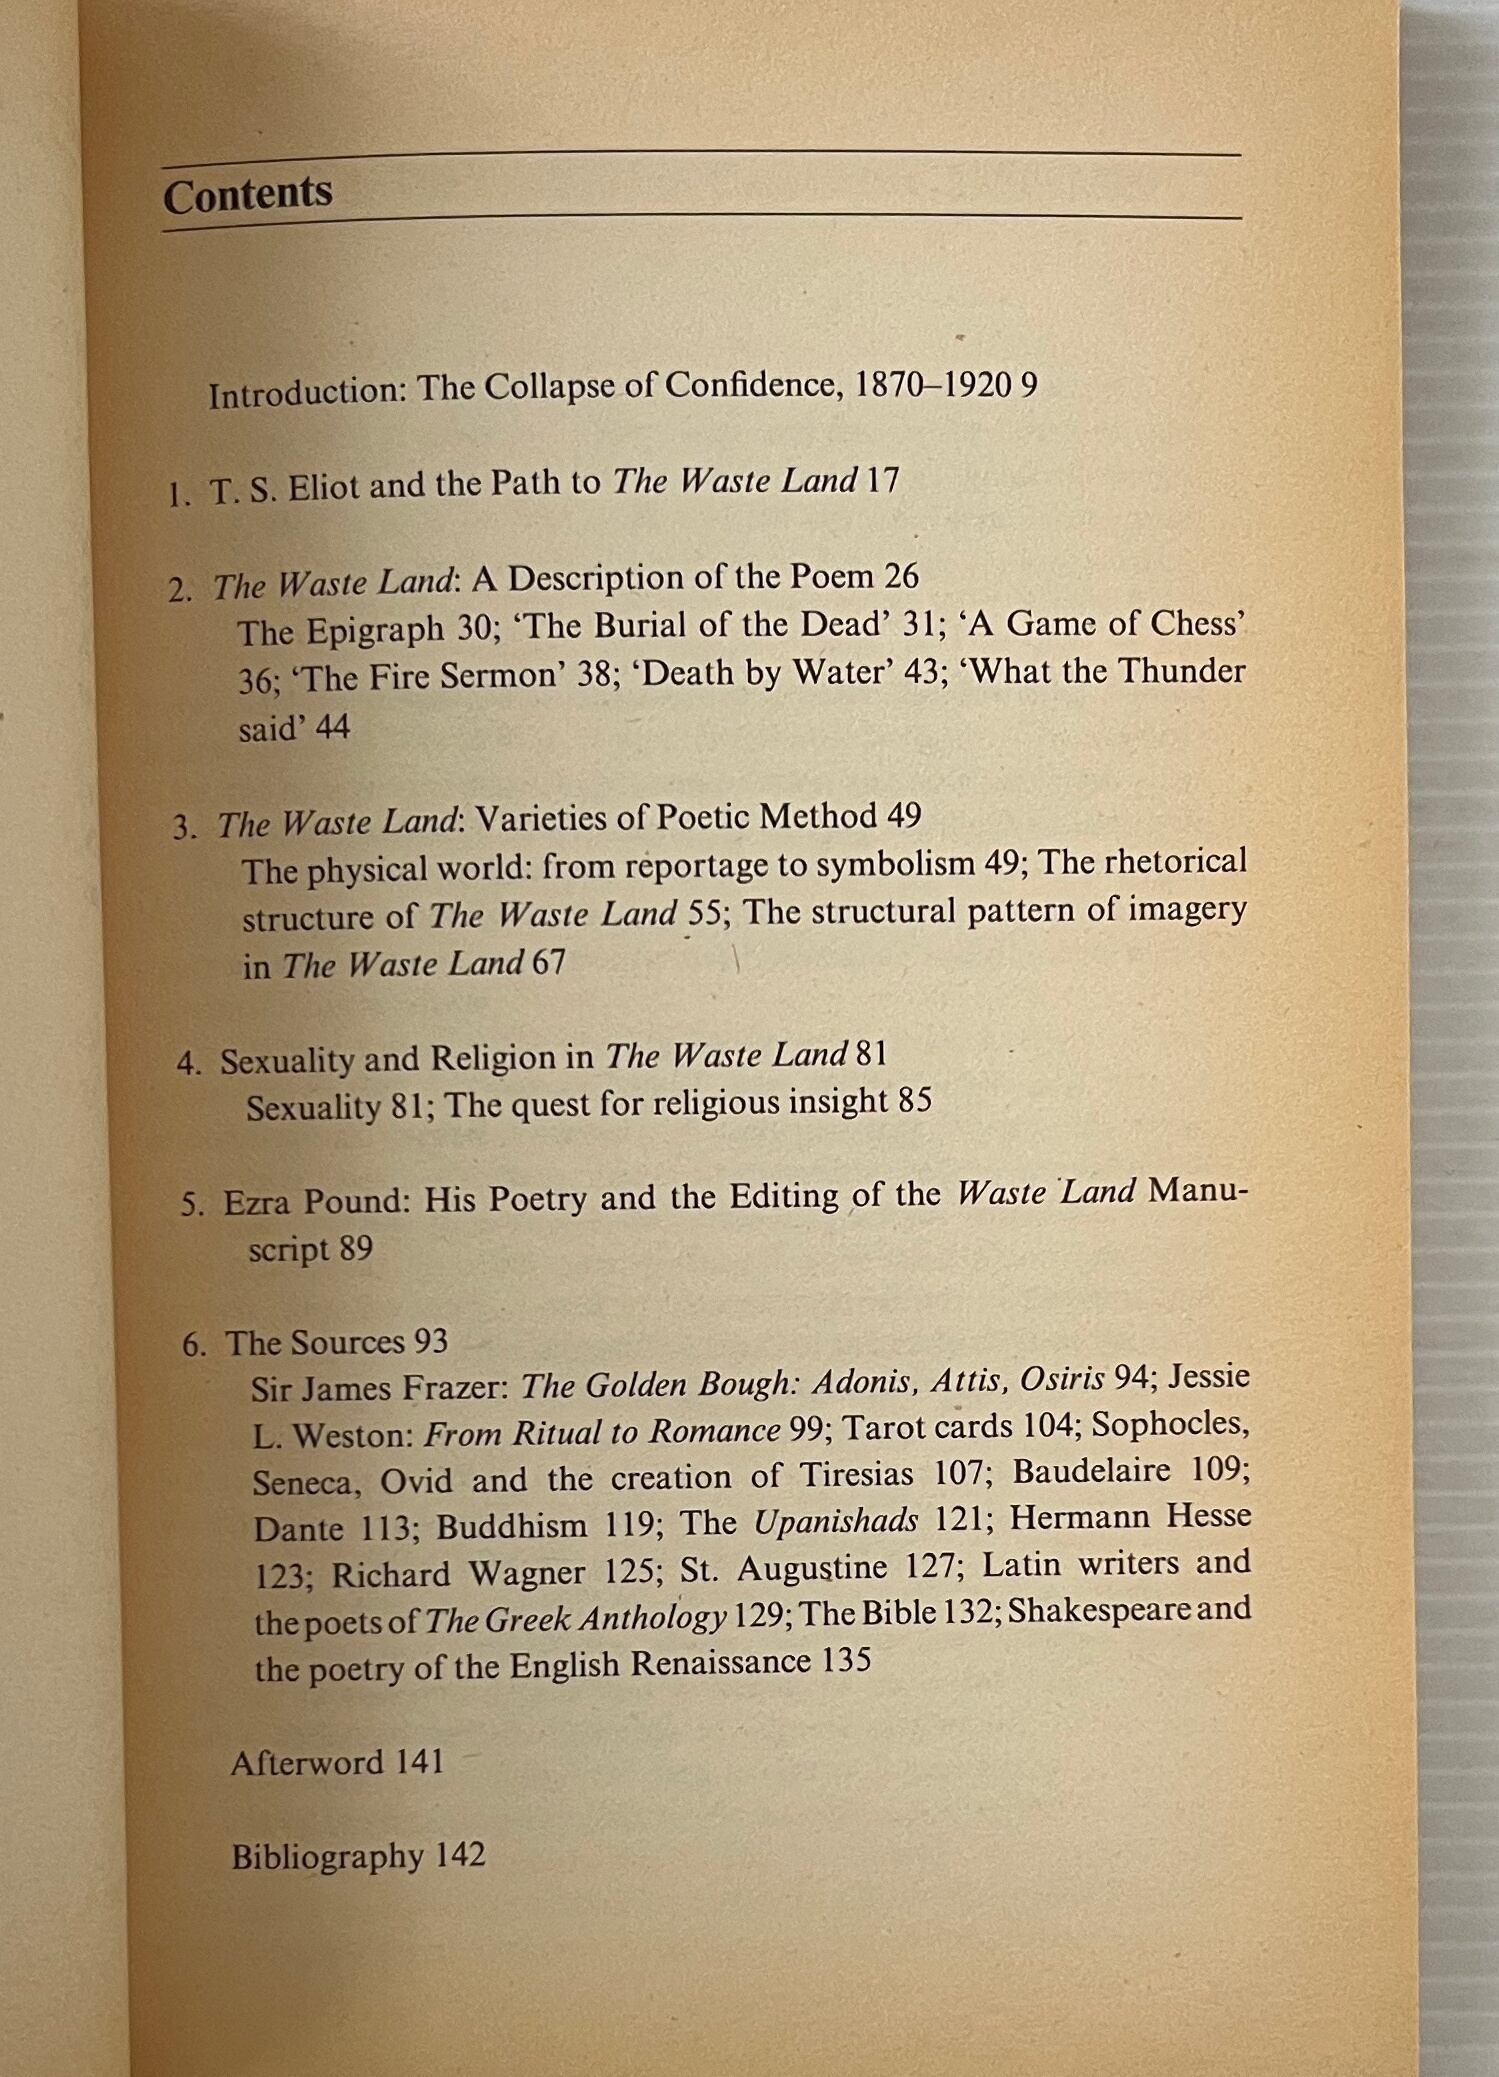 Contents
Introduction: The Collapse of Confidence, 1870–1920 9
1. T. S. Eliot and the Path to The Waste Land 17
2. The Waste Land: A Description of the Poem 26
The Epigraph 30; ‘The Burial of the Dead’ 31; ‘A Game of Chess’
36; ‘The Fire Sermon’ 38; ‘Death by Water’ 43; ‘What the Thunder
said’ 44
3. The Waste Land: Varieties of Poetic Method 49
The physical world: from reportage to symbolism 49; The rhetorical
structure of The Waste Land 55; The structural pattern of imagery
in The Waste Land 67
4. Sexuality and Religion in The Waste Land 81
Sexuality 81; The quest for religious insight 85
5. Ezra Pound: His Poetry and the Editing of the Waste Land Manu-
script 89
6. The Sources 93
Sir James Frazer: The Golden Bough: Adonis, Attis, Osiris 94; Jessie
L. Weston: From Ritual to Romance 99; Tarot cards 104; Sophocles,
Seneca, Ovid and the creation of Tiresias 107; Baudelaire 109;
Dante 113; Buddhism 119; The Upanishads 121; Hermann Hesse
123; Richard Wagner 125; St. Augustine 127; Latin writers and
the poets of The Greek Anthology 129; The Bible 132; Shakespeare and
the poetry of the English Renaissance 135
Afterword 141
Bibliography 142